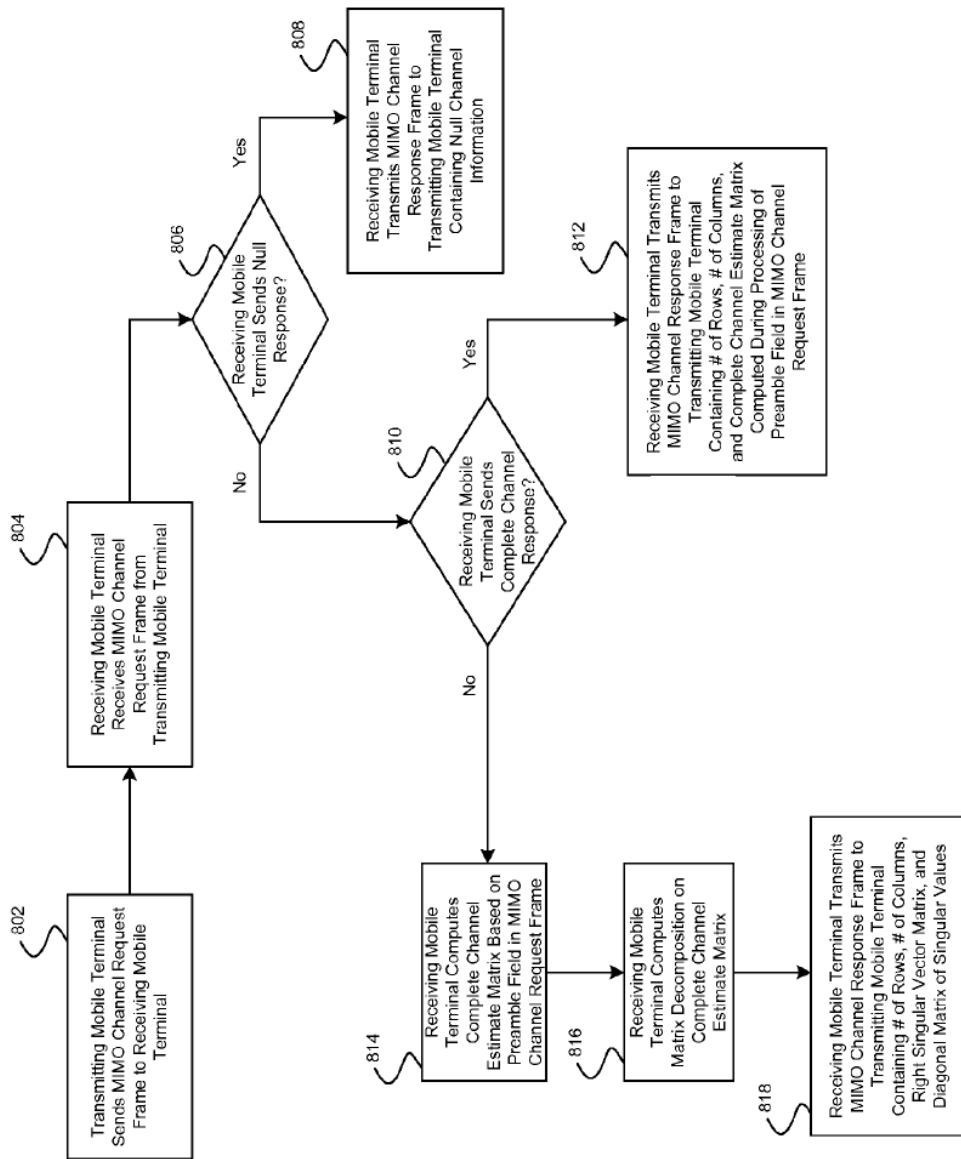 802
Transmitting Mobile Terminal
Sends MIMO Channel Request
Frame to Receiving Mobile
Terminal
804
Receiving Mobile Terminal
Receives MIMO Channel
Request Frame from
Transmitting Mobile Terminal
806
Receiving Mobile
Terminal Sends Null
Response?
Yes
No
808
Receiving Mobile Terminal
Transmits MIMO Channel
Response Frame to
Transmitting Mobile Terminal
Containing Null Channel
Information
810
Receiving Mobile
Terminal Sends
Complete Channel
Response?
Yes
No
812
Receiving Mobile Terminal Transmits
MIMO Channel Response Frame to
Transmitting Mobile Terminal
Containing # of Rows, # of Columns,
and Complete Channel Estimate Matrix
Computed During Processing of
Preamble Field in MIMO Channel
Request Frame
814
Receiving Mobile
Terminal Computes
Complete Channel
Estimate Matrix Based on
Preamble Field in MIMO
Channel Request Frame
816
Receiving Mobile
Terminal Computes
Matrix Decomposition on
Complete Channel
Estimate Matrix
818
Receiving Mobile Terminal Transmits
MIMO Channel Response Frame to
Transmitting Mobile Terminal
Containing # of Rows, # of Columns,
Right Singular Vector Matrix, and
Diagonal Matrix of Singular Values